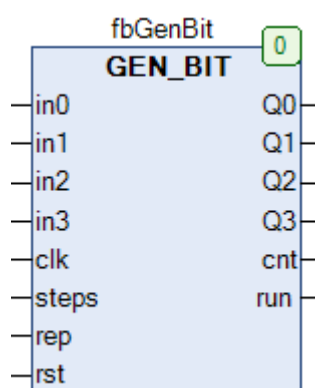 fbGenBit
0
GEN_BIT
in0 Q0
in1 Q1
in2 Q2
in3 Q3
clk cnt
steps run
rep
rst